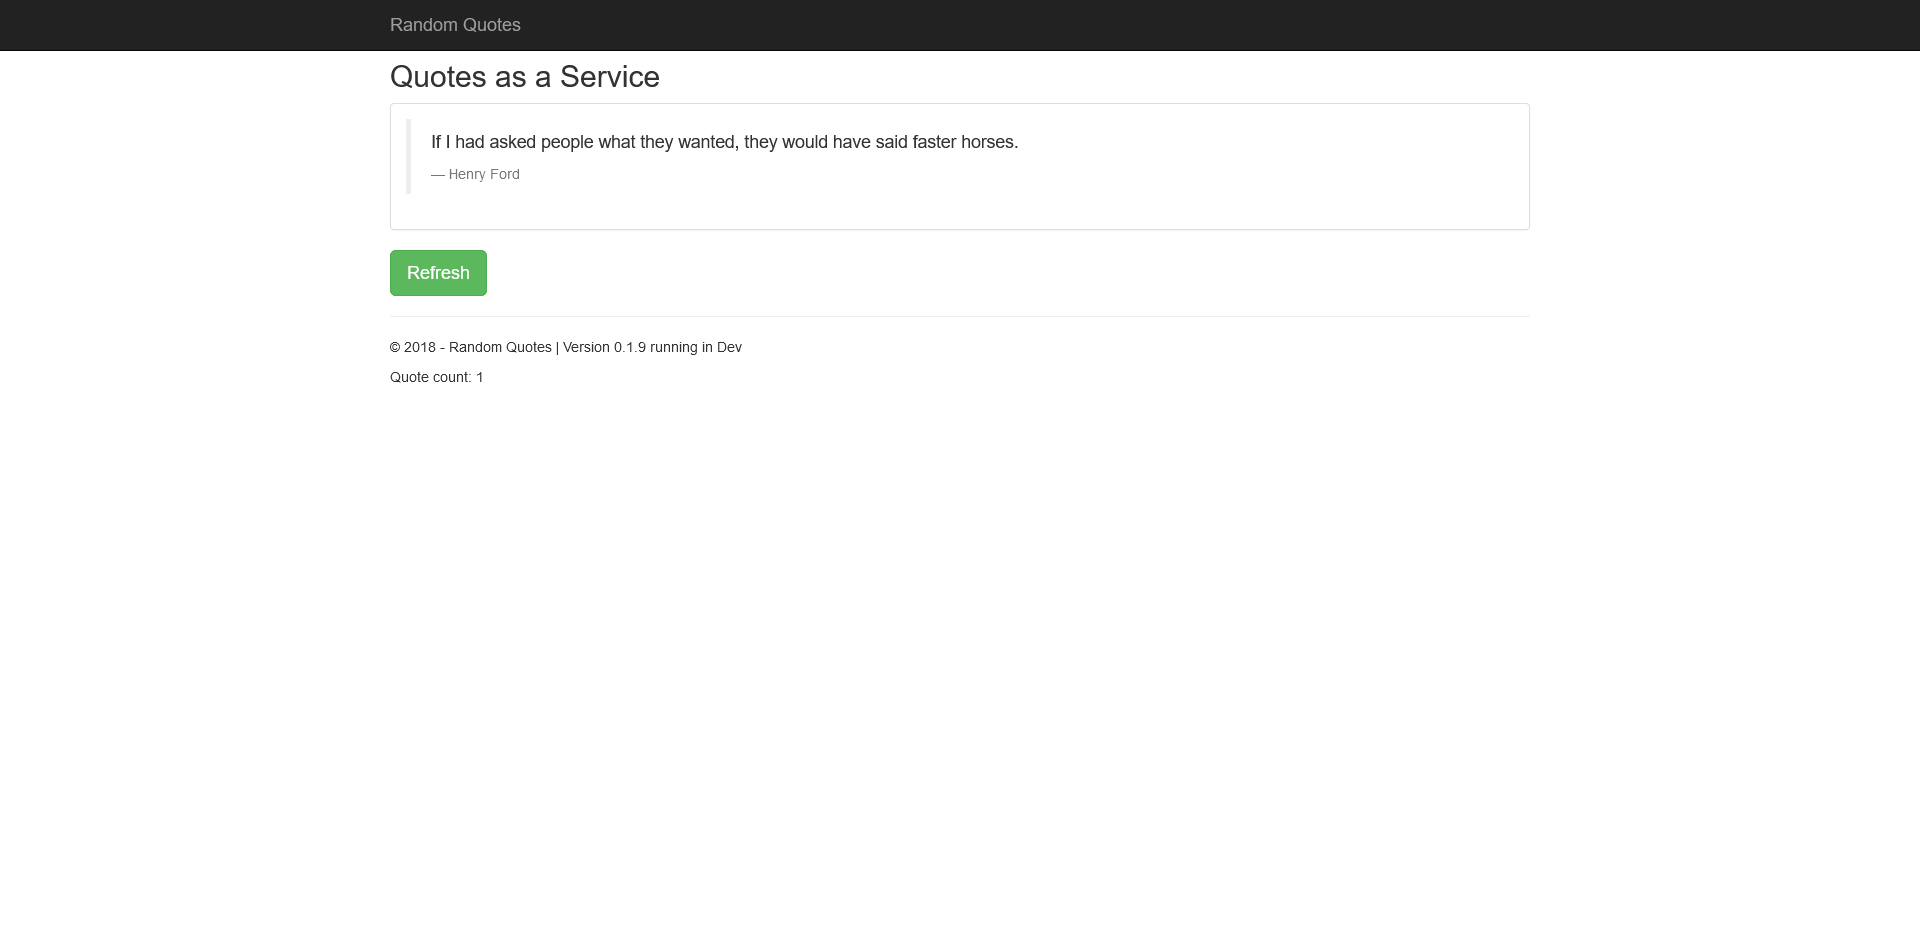 Random Quotes
Quotes as a Service
If I had asked people what they wanted, they would have said faster horses.
— Henry Ford
Refresh
© 2018 - Random Quotes | Version 0.1.9 running in Dev
Quote count: 1